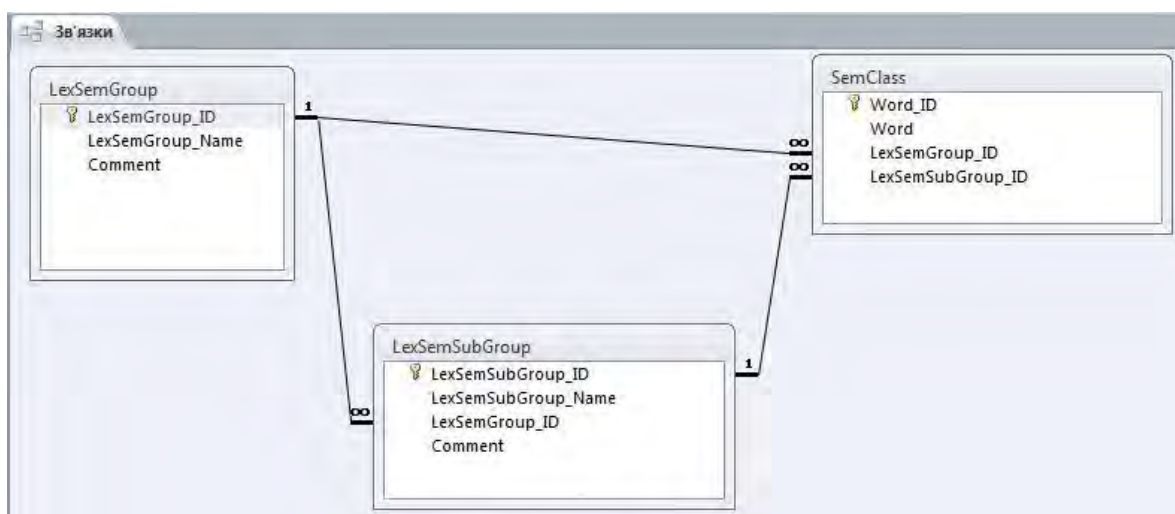 Зв'язки
LexSemGroup
LexSemGroup_ID
LexSemGroup_Name
Comment
1
∞
SemClass
Word_ID
Word
LexSemGroup_ID
LexSemSubGroup_ID
∞
∞
LexSemSubGroup
LexSemSubGroup_ID
LexSemSubGroup_Name
LexSemGroup_ID
Comment
1